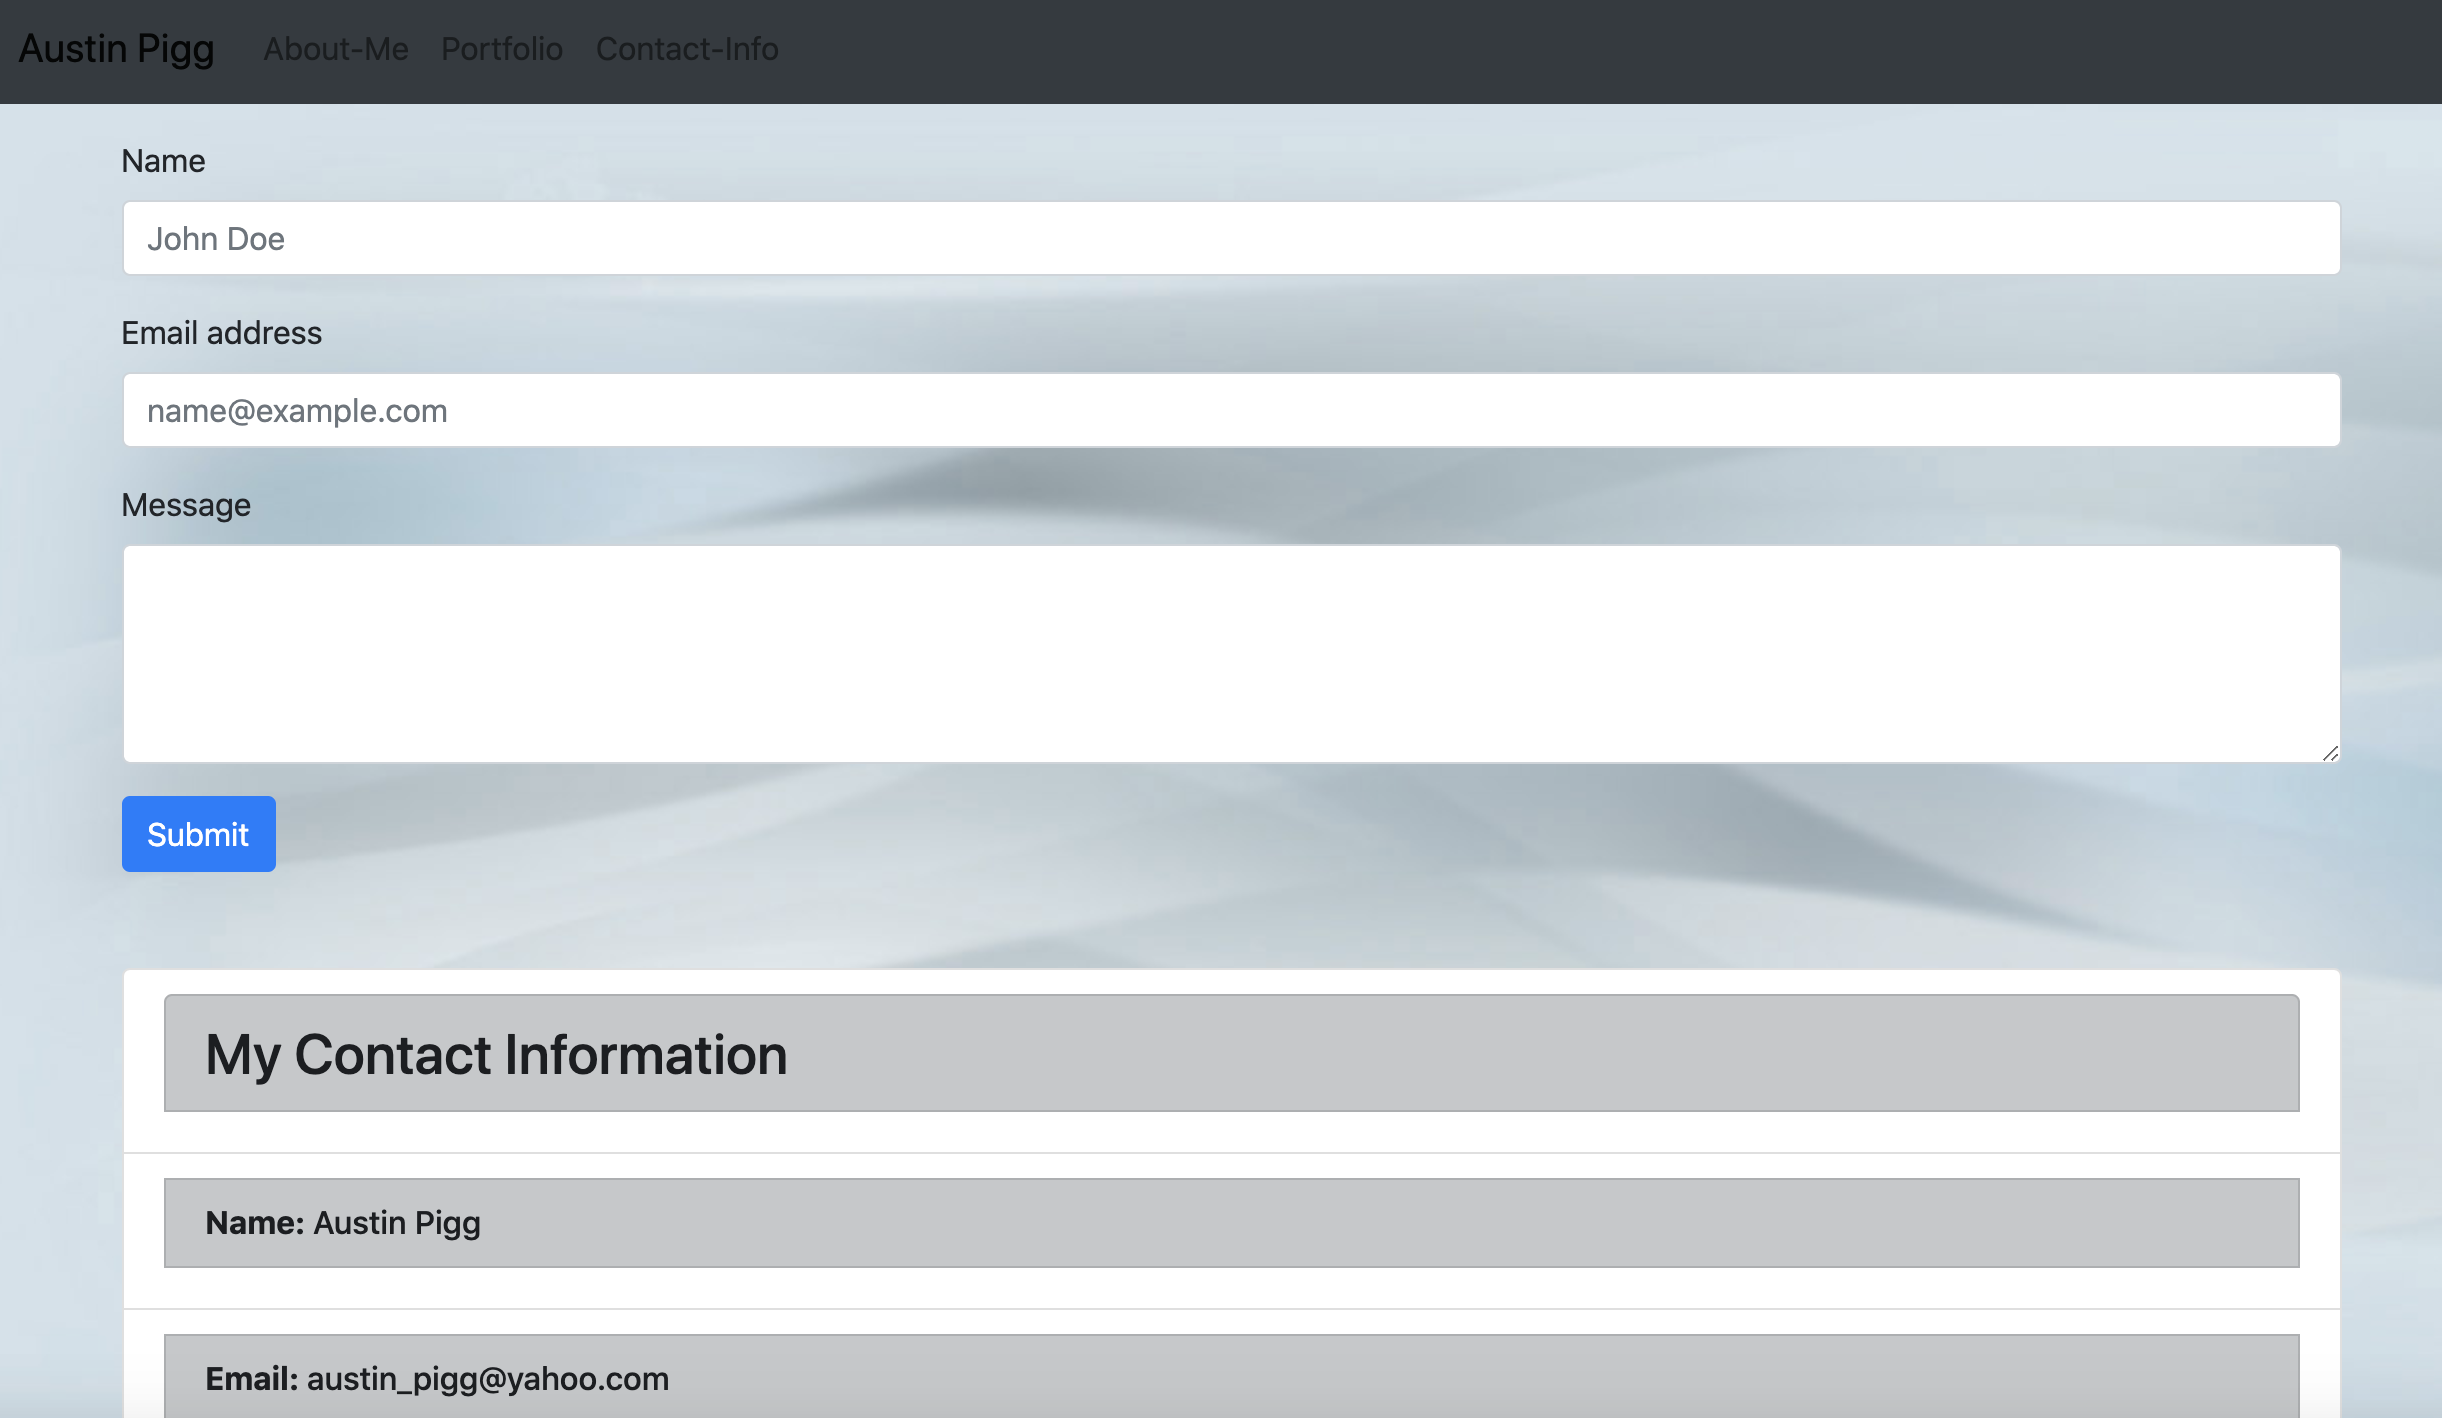 Austin Pigg About-Me Portfolio Contact-Info
Name
John Doe
Email address
name@example.com
Message
Submit
My Contact Information
Name: Austin Pigg
Email: austin_pigg@yahoo.com